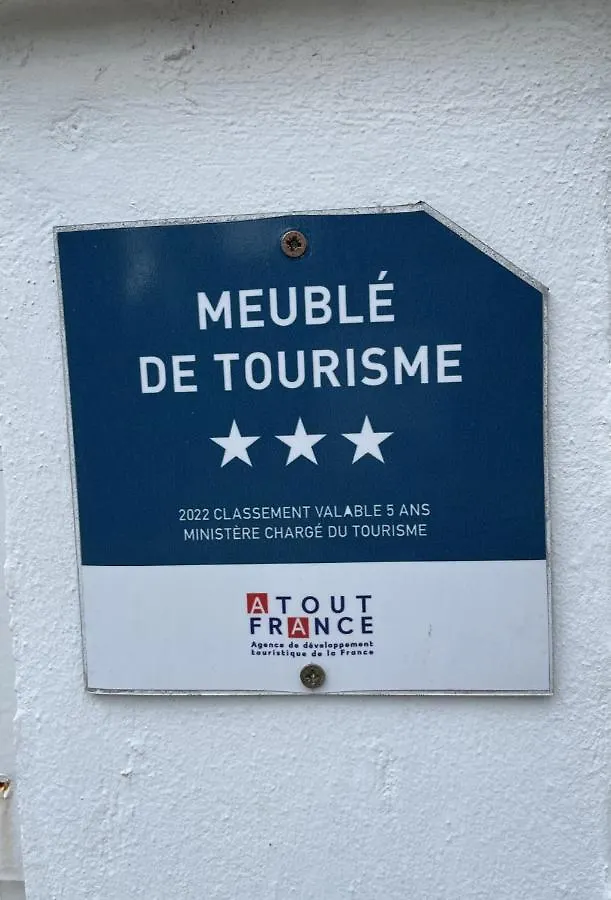 MEUBLÉ
DE TOURISME
★★★
2022 CLASSEMENT VALABLE 5 ANS
MINISTÈRE CHARGÉ DU TOURISME
ATOUT
FRANCE
Agence de développement
touristique de la France